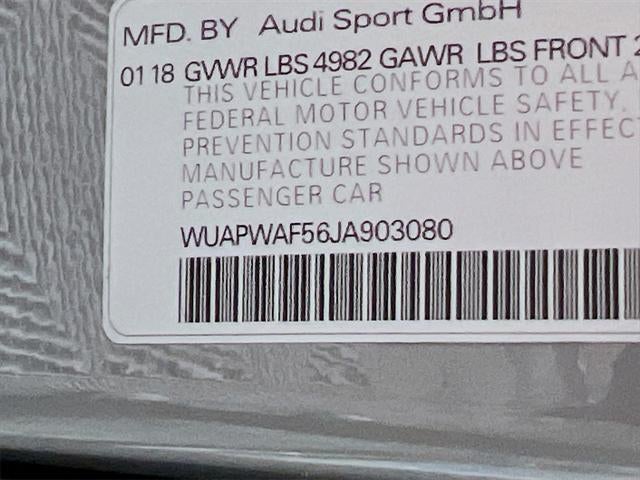 MFD. BY Audi Sport GmbH
01 18 GVWR LBS 4982 GAWR LBS FRONT
THIS VEHICLE CONFORMS TO ALL A
FEDERAL MOTOR VEHICLE SAFETY,
PREVENTION STANDARDS IN EFFECT
MANUFACTURE SHOWN ABOVE
PASSENGER CAR
WUAPWAF56JA903080